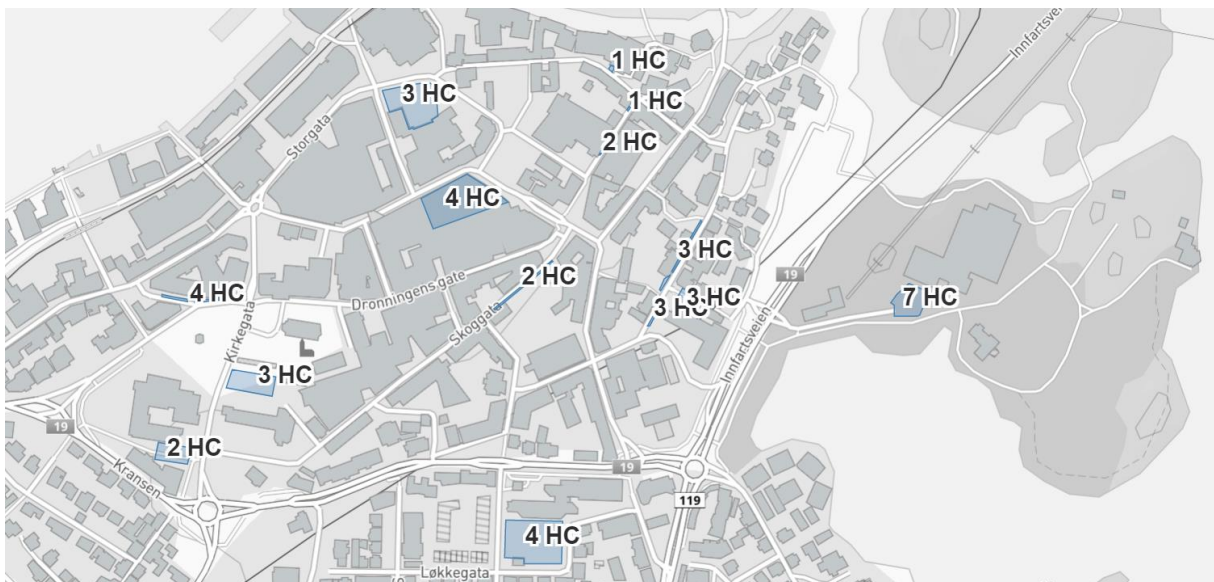 Innfartsveien
1 HC
3 HC
1 HC
Storgata
2 HC
4 HC
3 HC
19
2 HC
4 HC
Dronningens gate
3 HC
3 HC
7 HC
Skoggata
Kirkegata
Innfartsveien
3 HC
19
2 HC
Kransen
19
119
4 HC
Løkkegata